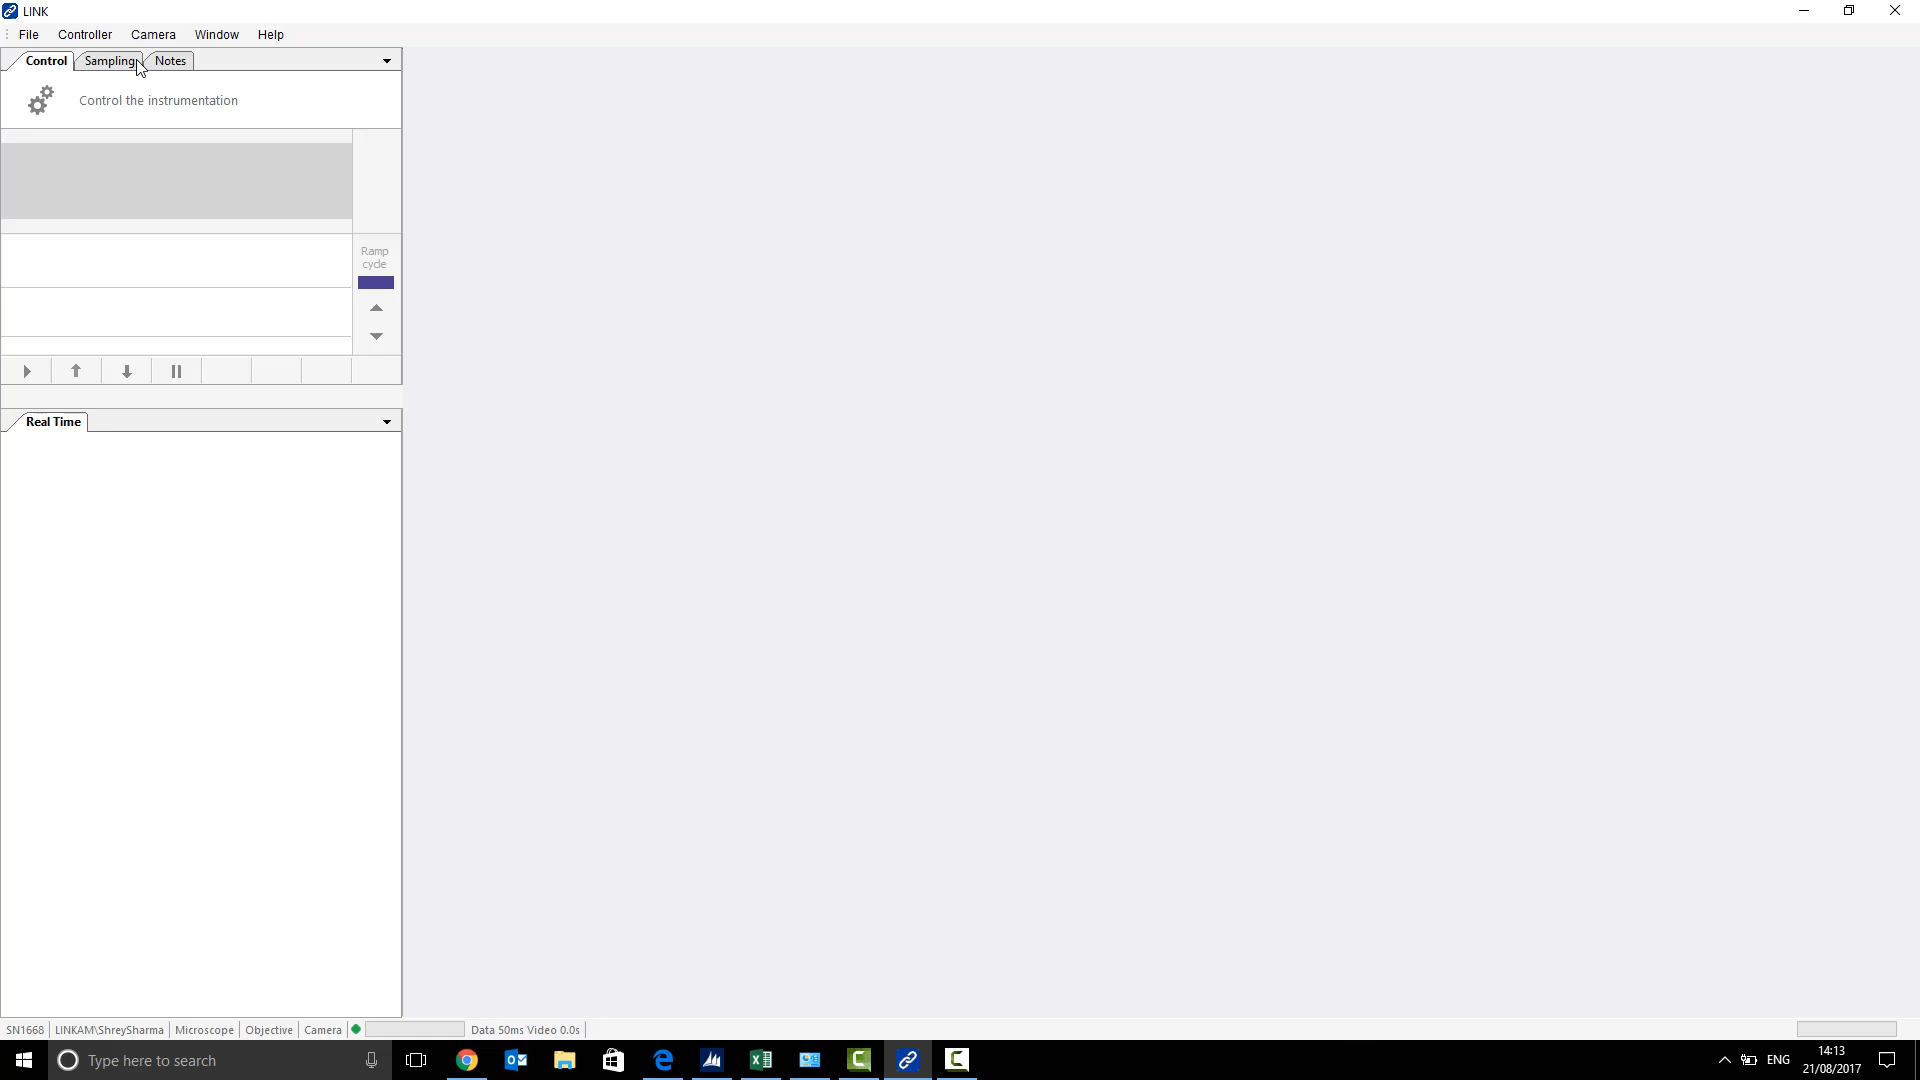 LINK
File Controller Camera Window Help
Control Sampling Notes
Control the instrumentation
Ramp
cycle
Real Time
SN1668 LINKAM\ShreySharma Microscope Objective Camera Data 50ms Video 0.0s
Type here to search
ENG
14:13
21/08/2017